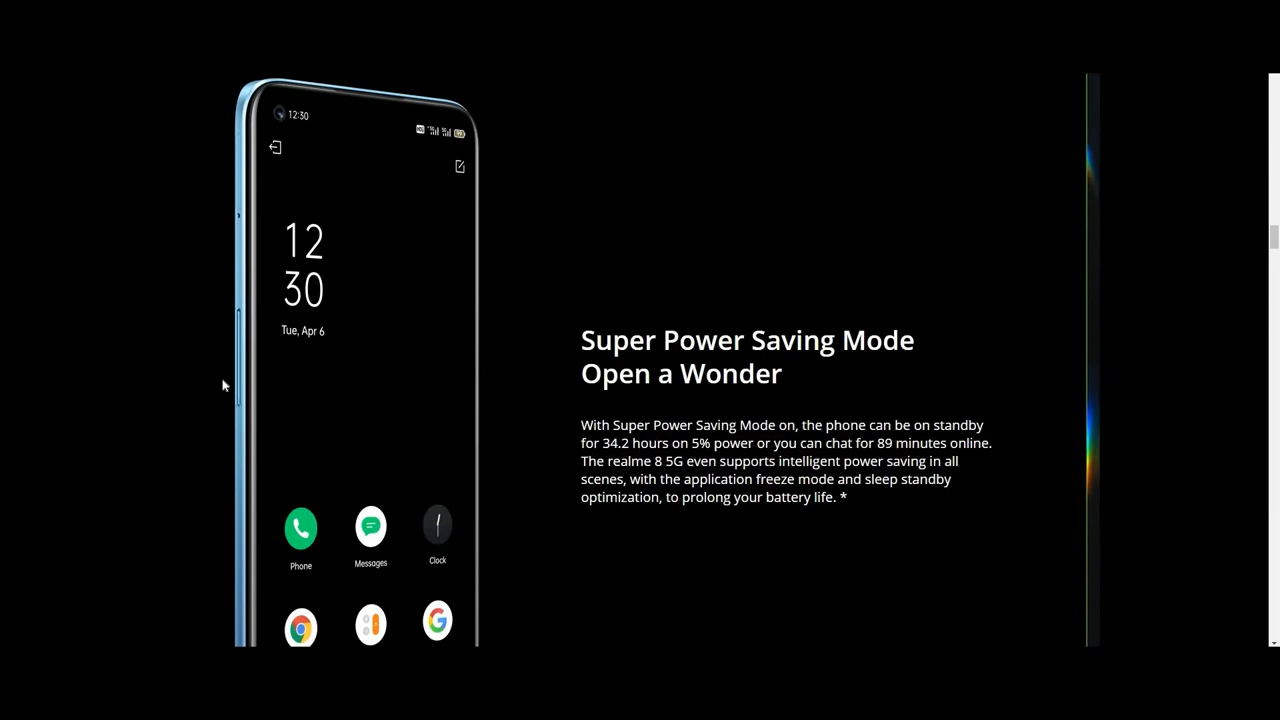 12:30
12
30
Tue, Apr 6
Phone
Messages
Clock
Super Power Saving Mode
Open a Wonder
With Super Power Saving Mode on, the phone can be on standby
for 34.2 hours on 5% power or you can chat for 89 minutes online.
The realme 8 5G even supports intelligent power saving in all
scenes, with the application freeze mode and sleep standby
optimization, to prolong your battery life. *